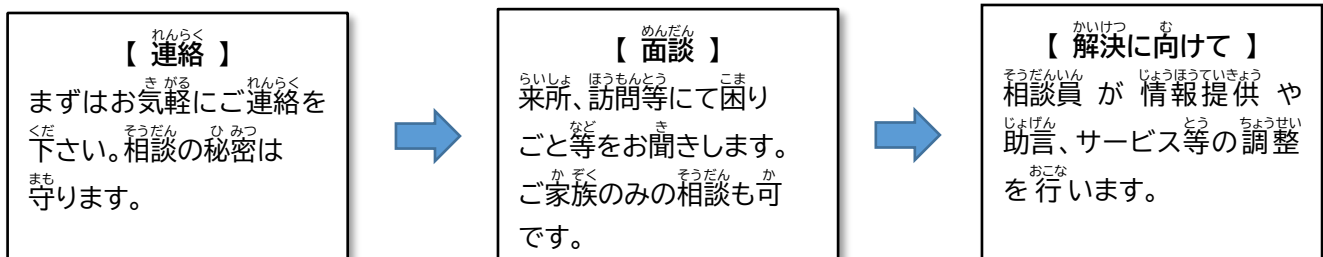 【 連絡 】
まずはお気軽にご連絡を
下さい。相談の秘密は
守ります。
【 面談 】
来所、訪問等にて困り
ごと等をお聞きします。
ご家族のみの相談も可
です。
【 解決に向けて 】
相談員 が 情報提供 や
助言、サービス等の調整
を行います。